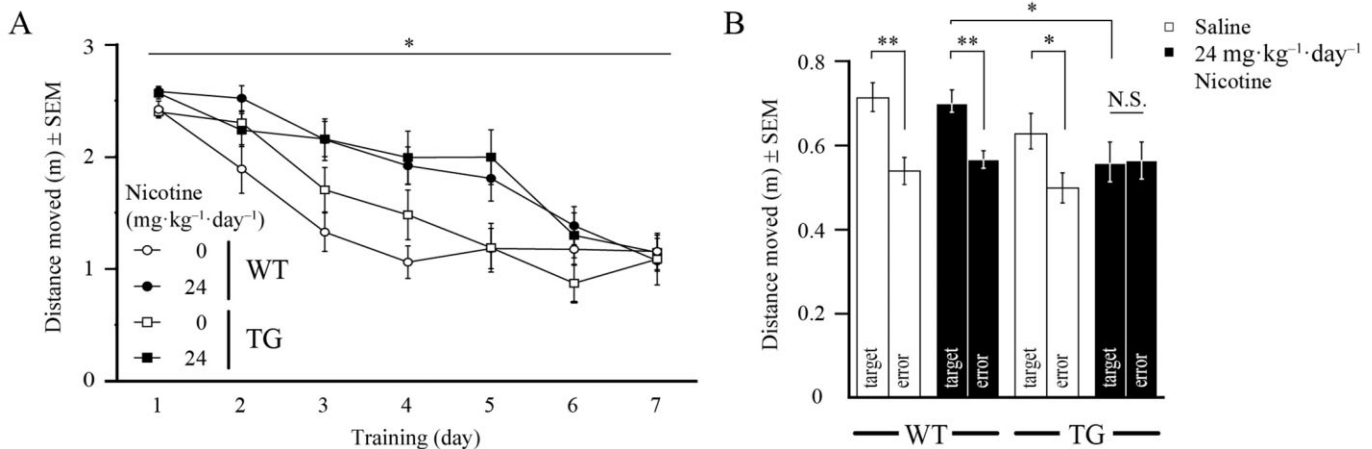 A
Distance moved (m) ± SEM
3
2
1
0
*
Nicotine
(mg·kg⁻¹·day⁻¹)
0
24
WT
0
24
TG
1 2 3 4 5 6 7
Training (day)
B
Distance moved (m) ± SEM
0.8
0.6
0.4
0.2
0
*
** ** *
N.S.
Saline
24 mg·kg⁻¹·day⁻¹
Nicotine
target error target error target error target error
WT TG